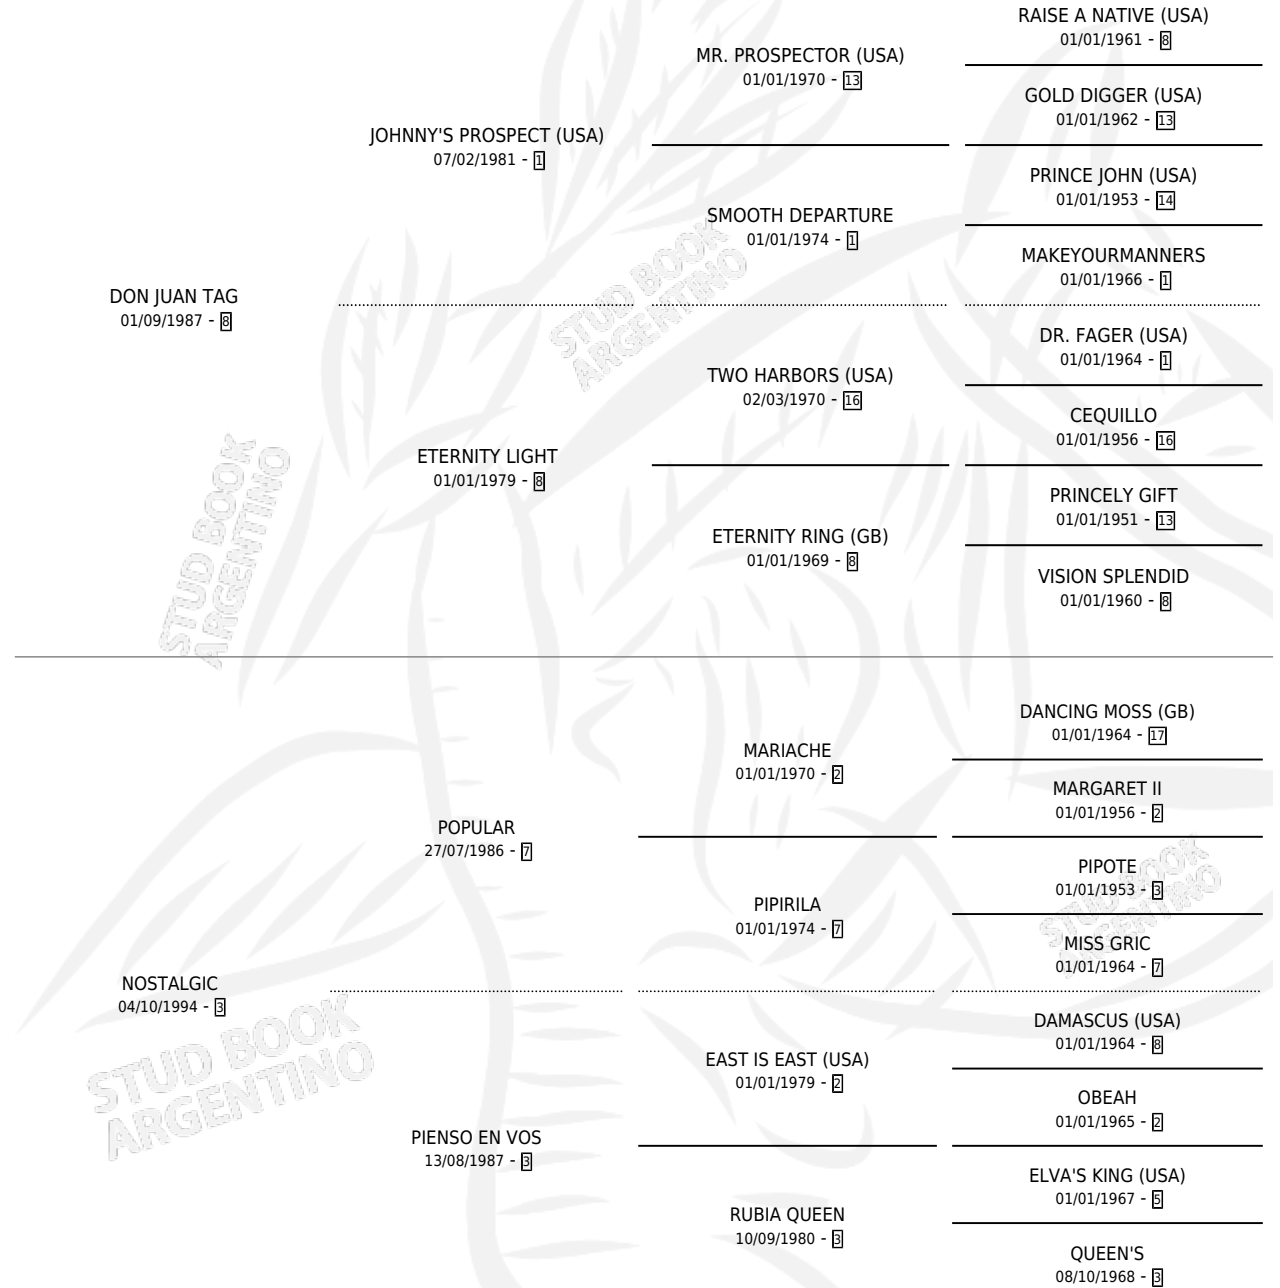 RAISE A NATIVE (USA)
01/01/1961 - 8
MR. PROSPECTOR (USA)
01/01/1970 - 13
GOLD DIGGER (USA)
01/01/1962 - 13
JOHNNY'S PROSPECT (USA)
07/02/1981 - 1
PRINCE JOHN (USA)
01/01/1953 - 14
SMOOTH DEPARTURE
01/01/1974 - 1
MAKEYOURMANNERS
01/01/1966 - 1
DON JUAN TAG
01/09/1987 - 8
DR. FAGER (USA)
01/01/1964 - 1
TWO HARBORS (USA)
02/03/1970 - 16
CEQUILLO
01/01/1956 - 16
ETERNITY LIGHT
01/01/1979 - 8
PRINCELY GIFT
01/01/1951 - 13
ETERNITY RING (GB)
01/01/1969 - 8
VISION SPLENDID
01/01/1960 - 8
STUD BOOK
ARGENTINO
STUD BOOK
ARGENTINO
DANCING MOSS (GB)
01/01/1964 - 17
MARIACHE
01/01/1970 - 2
MARGARET II
01/01/1956 - 2
POPULAR
27/07/1986 - 7
PIPOTE
01/01/1953 - 3
PIPIRILA
01/01/1974 - 7
MISS GRIC
01/01/1964 - 7
NOSTALGIC
04/10/1994 - 3
DAMASCUS (USA)
01/01/1964 - 8
EAST IS EAST (USA)
01/01/1979 - 2
OBEAH
01/01/1965 - 2
PIENSO EN VOS
13/08/1987 - 3
ELVA'S KING (USA)
01/01/1967 - 5
RUBIA QUEEN
10/09/1980 - 3
QUEEN'S
08/10/1968 - 3
STUD BOOK
ARGENTINO
STUD BOOK
ARGENTINO